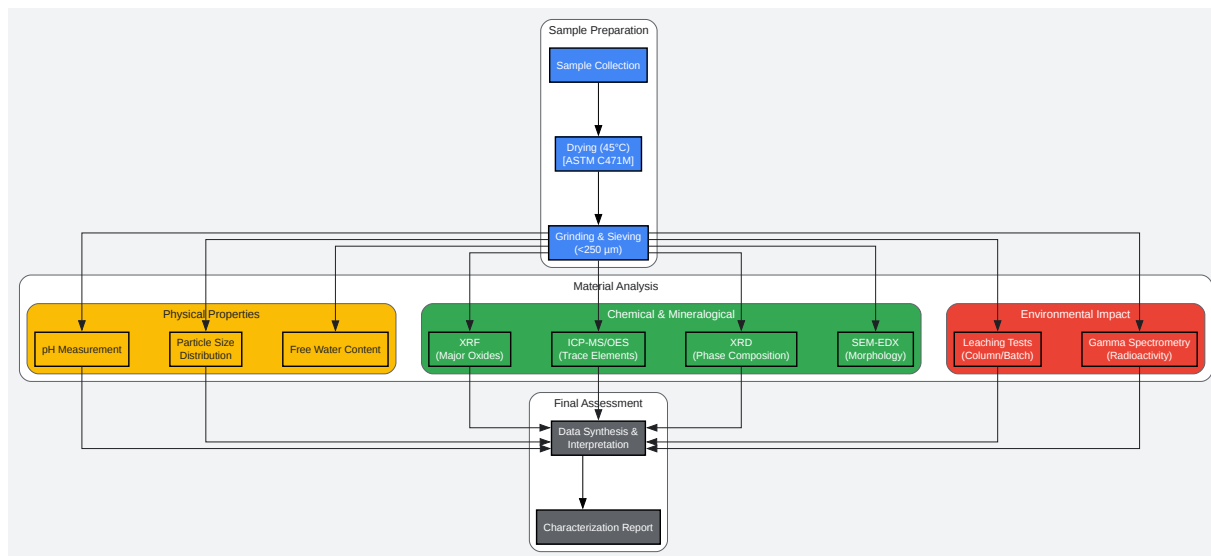 Sample Preparation
Sample Collection
Drying (45°C)
[ASTM C471M]
Grinding & Sieving
(<250 µm)
Material Analysis
Physical Properties
pH Measurement
Particle Size
Distribution
Free Water Content
Chemical & Mineralogical
XRF
(Major Oxides)
ICP-MS/OES
(Trace Elements)
XRD
(Phase Composition)
SEM-EDX
(Morphology)
Environmental Impact
Leaching Tests
(Column/Batch)
Gamma Spectrometry
(Radioactivity)
Final Assessment
Data Synthesis &
Interpretation
Characterization Report